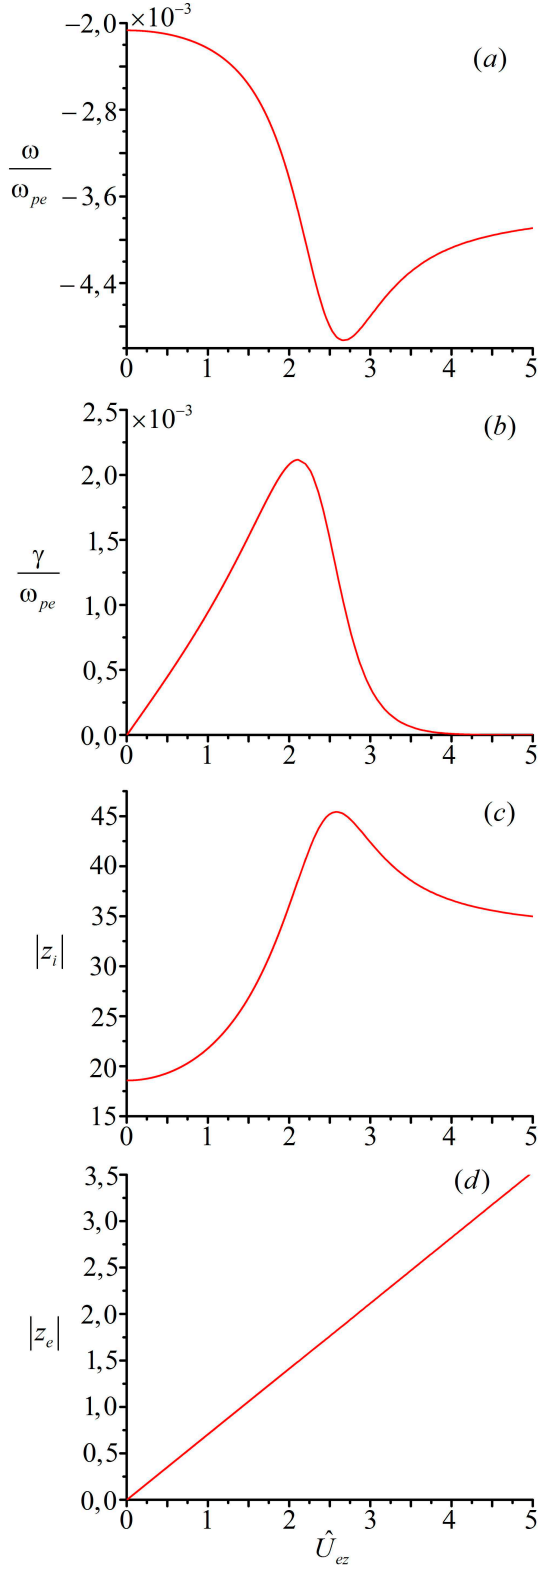 ×10⁻³
(a)
−2,0
−2,8
−3,6
−4,4
ω
ω_pe
0 1 2 3 4 5
×10⁻³
(b)
2,5
2,0
1,5
1,0
0,5
0,0
γ
ω_pe
0 1 2 3 4 5
(c)
45
40
35
30
25
20
15
|z_i|
0 1 2 3 4 5
(d)
3,5
3,0
2,5
2,0
1,5
1,0
0,5
0,0
|z_e|
0 1 2 3 4 5
Û_ez